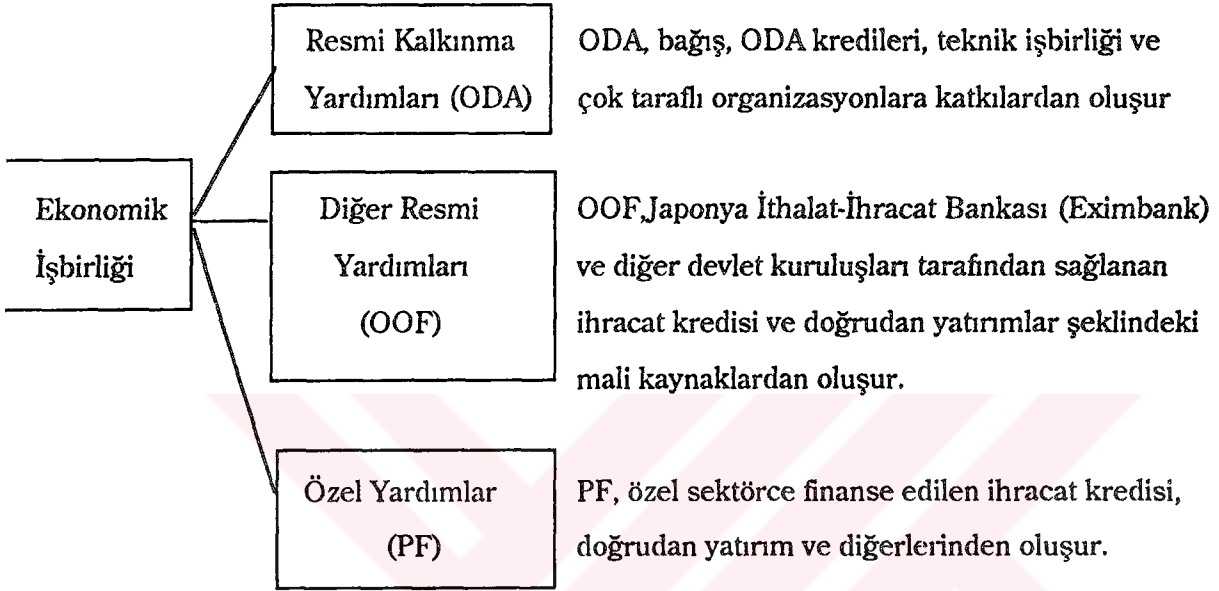 Ekonomik
İşbirliği
Resmi Kalkınma
Yardımları (ODA)
ODA, bağış, ODA kredileri, teknik işbirliği ve
çok taraflı organizasyonlara katkılardan oluşur
Diğer Resmi
Yardımları
(OOF)
OOF,Japonya İthalat-İhracat Bankası (Eximbank)
ve diğer devlet kuruluşları tarafından sağlanan
ihracat kredisi ve doğrudan yatırımlar şeklindeki
mali kaynaklardan oluşur.
Özel Yardımlar
(PF)
PF, özel sektörce finanse edilen ihracat kredisi,
doğrudan yatırım ve diğerlerinden oluşur.